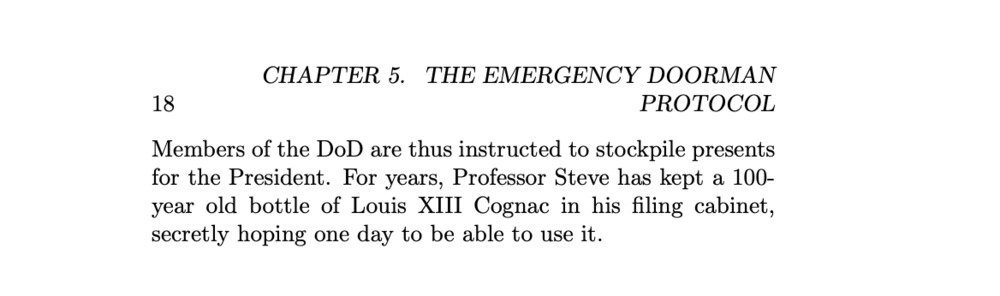 CHAPTER 5. THE EMERGENCY DOORMAN
18 PROTOCOL
Members of the DoD are thus instructed to stockpile presents
for the President. For years, Professor Steve has kept a 100-
year old bottle of Louis XIII Cognac in his filing cabinet,
secretly hoping one day to be able to use it.